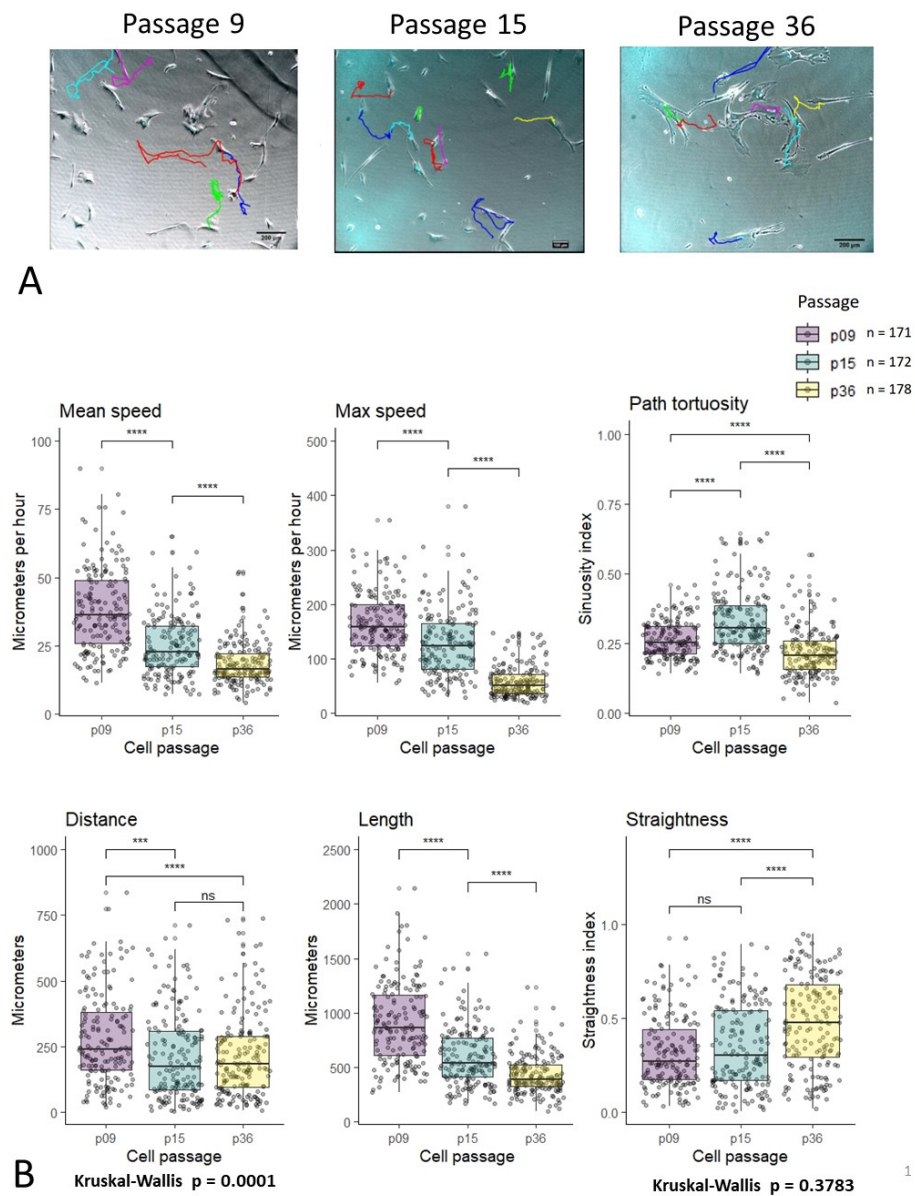 Passage 9
Passage 15
Passage 36
200 µm
200 µm
A
Passage
p09 n = 171
p15 n = 172
p36 n = 178
Mean speed
Micrometers per hour
100
75
50
25
0
****
****
p09 p15 p36
Cell passage
Max speed
Micrometers per hour
500
400
300
200
100
0
****
****
p09 p15 p36
Cell passage
Path tortuosity
Sinuosity index
1.00
0.75
0.50
0.25
0.00
****
****
****
p09 p15 p36
Cell passage
Distance
Micrometers
1000
750
500
250
0
***
****
ns
p09 p15 p36
Cell passage
Kruskal-Wallis p = 0.0001
Length
Micrometers
2500
2000
1500
1000
500
0
****
****
p09 p15 p36
Cell passage
Straightness
Straightness index
1.0
0.5
0.0
****
ns
****
p09 p15 p36
Cell passage
Kruskal-Wallis p = 0.3783
B
1